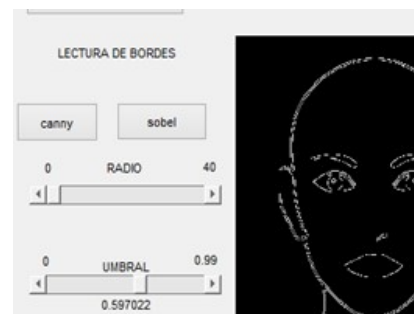 LECTURA DE BORDES
canny sobel
0 RADIO 40
0 UMBRAL 0.99
0.597022